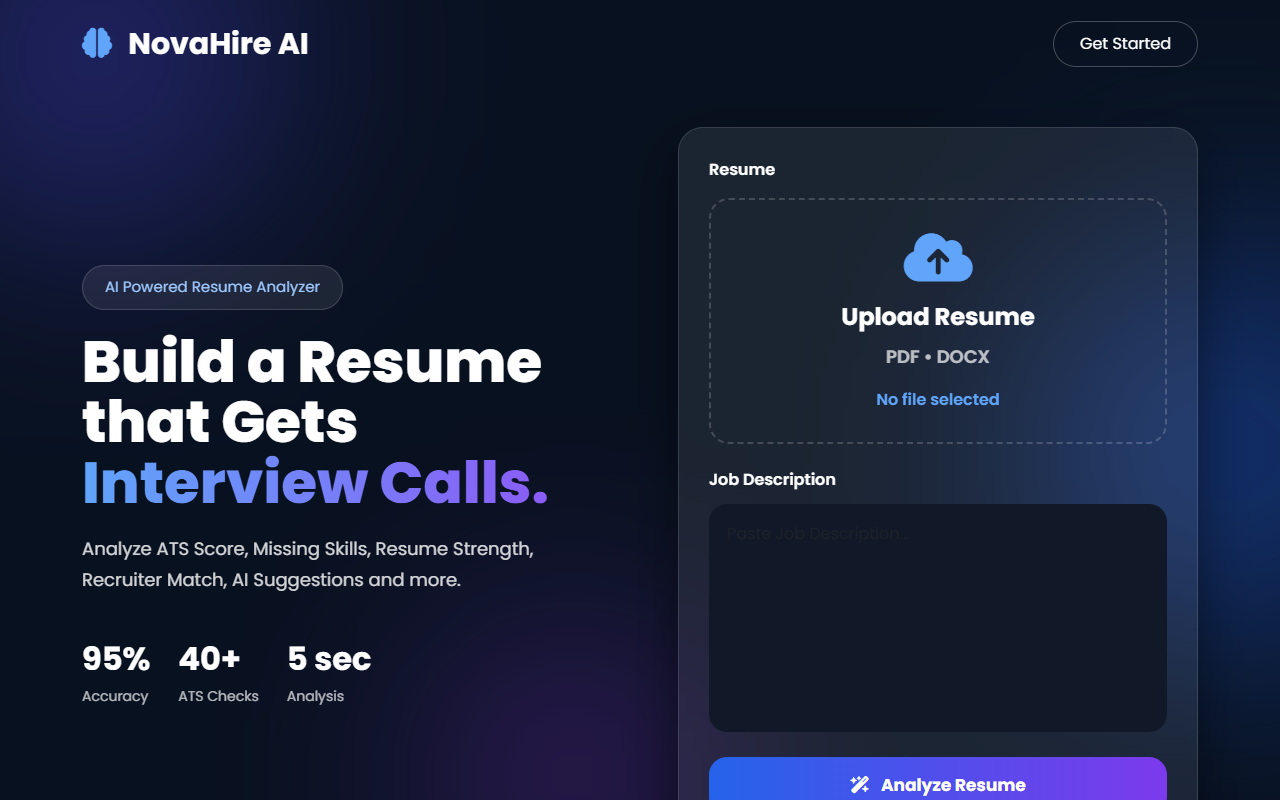 NovaHire AI
Get Started
AI Powered Resume Analyzer
Build a Resume
that Gets
Interview Calls.
Analyze ATS Score, Missing Skills, Resume Strength,
Recruiter Match, AI Suggestions and more.
95%
Accuracy
40+
ATS Checks
5 sec
Analysis
Resume
Upload Resume
PDF • DOCX
No file selected
Job Description
Paste Job Description...
Analyze Resume